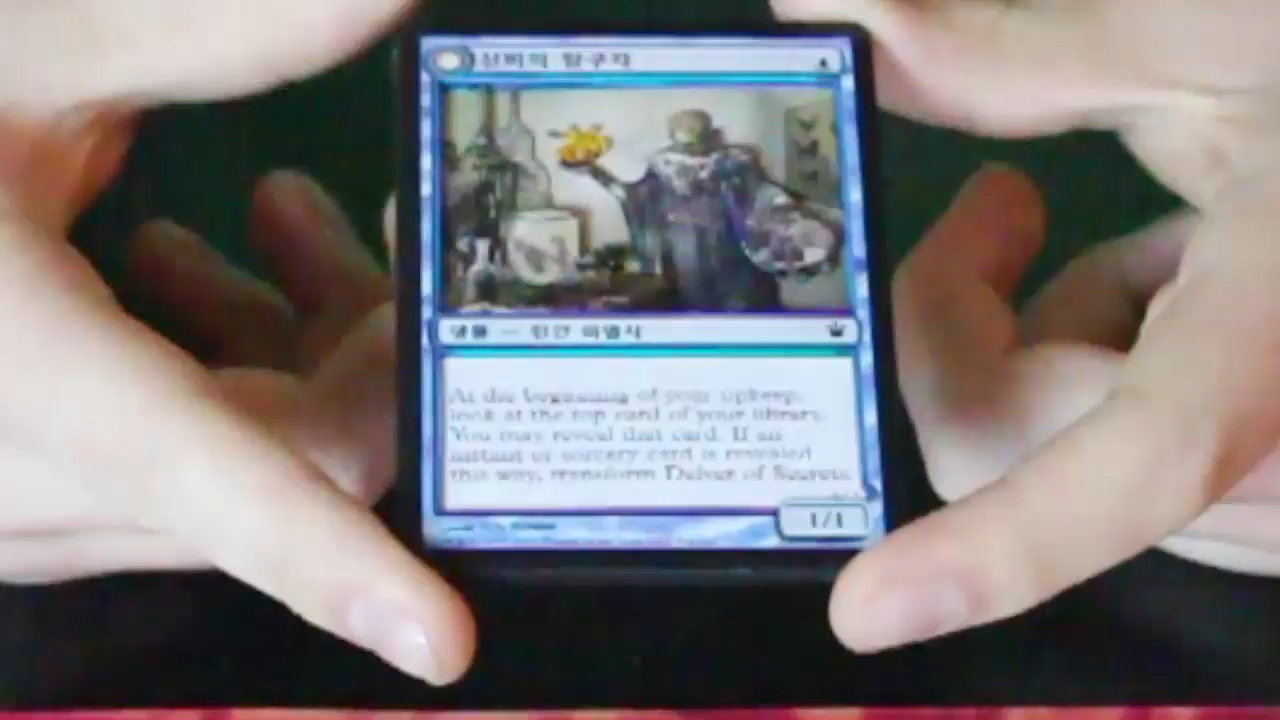 신비의 탐구자
생물 — 인간 마법사
At the beginning of your upkeep,
look at the top card of your library.
You may reveal that card. If an
instant or sorcery card is revealed
this way, transform Delver of Secrets.
1/1